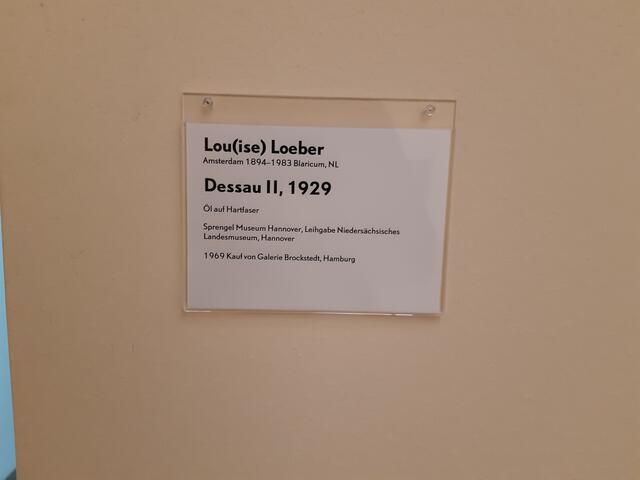 Lou(ise) Loeber
Amsterdam 1894–1983 Blaricum, NL
Dessau II, 1929
Öl auf Hartfaser
Sprengel Museum Hannover, Leihgabe Niedersächsisches
Landesmuseum, Hannover
1969 Kauf von Galerie Brockstedt, Hamburg